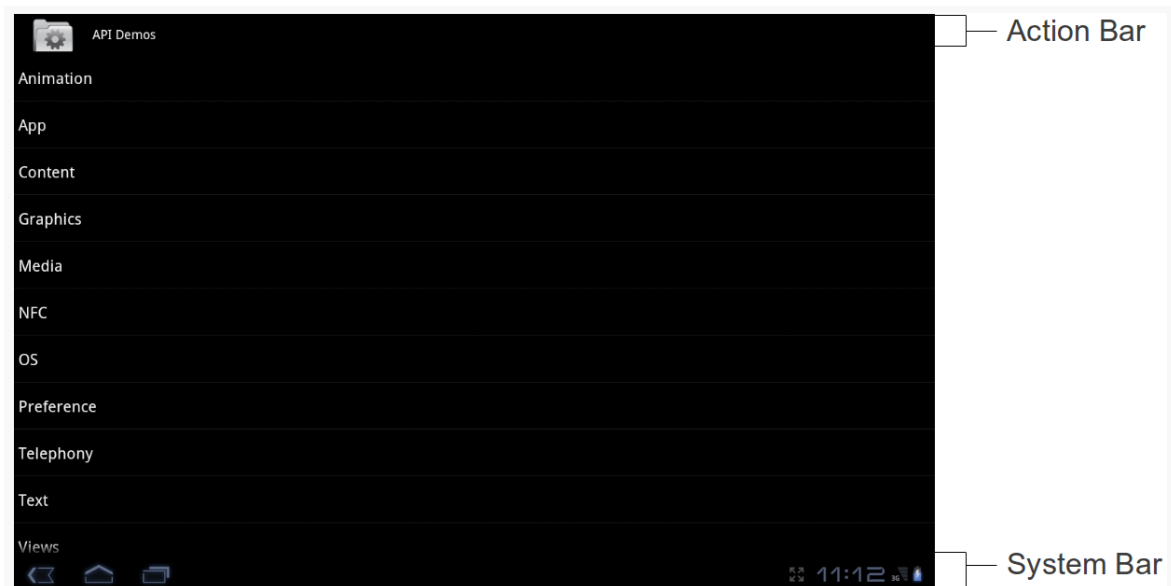 API Demos
Action Bar
Animation
App
Content
Graphics
Media
NFC
OS
Preference
Telephony
Text
Views
11:12 3G
System Bar